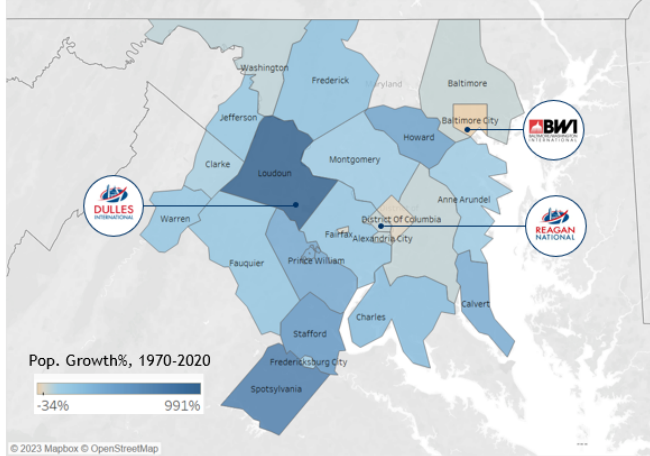 Washington
Frederick
Maryland
Baltimore
Jefferson
Baltimore City
BWI
INTERNATIONAL
Howard
Clarke
Montgomery
Loudoun
Anne Arundel
DULLES
INTERNATIONAL
Warren
District Of Columbia
REAGAN
NATIONAL
Fairfax
Alexandria City
Fauquier
Prince William
Calvert
Charles
Stafford
Pop. Growth%, 1970-2020
Fredericksburg City
Spotsylvania
-34%
991%
© 2023 Mapbox © OpenStreetMap